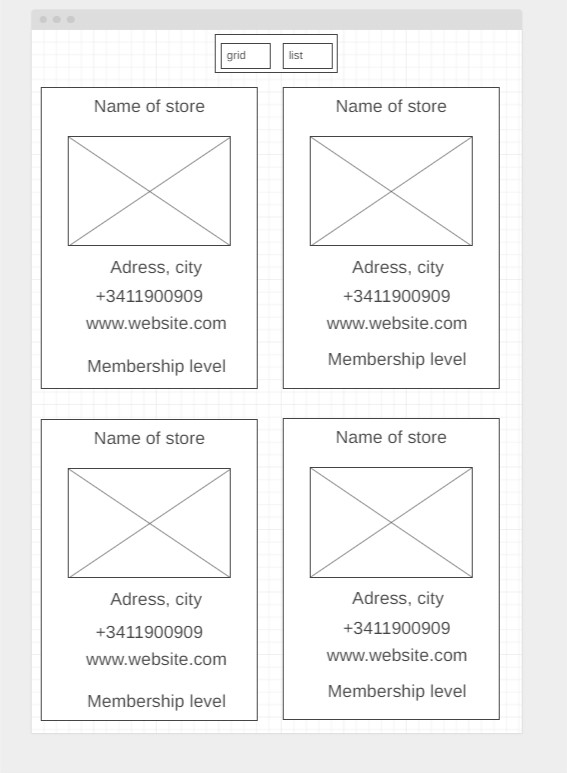 grid
list
Name of store
Adress, city
+3411900909
www.website.com
Membership level
Name of store
Adress, city
+3411900909
www.website.com
Membership level
Name of store
Adress, city
+3411900909
www.website.com
Membership level
Name of store
Adress, city
+3411900909
www.website.com
Membership level